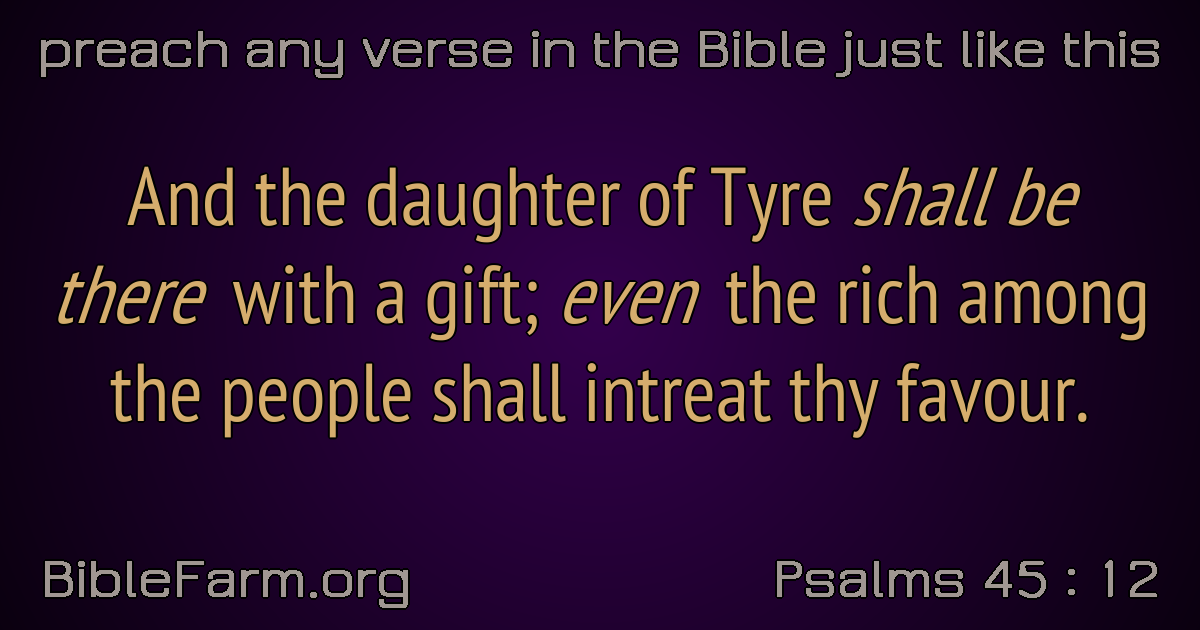 preach any verse in the Bible just like this
And the daughter of Tyre shall be
there with a gift; even the rich among
the people shall intreat thy favour.
BibleFarm.org
Psalms 45 : 12